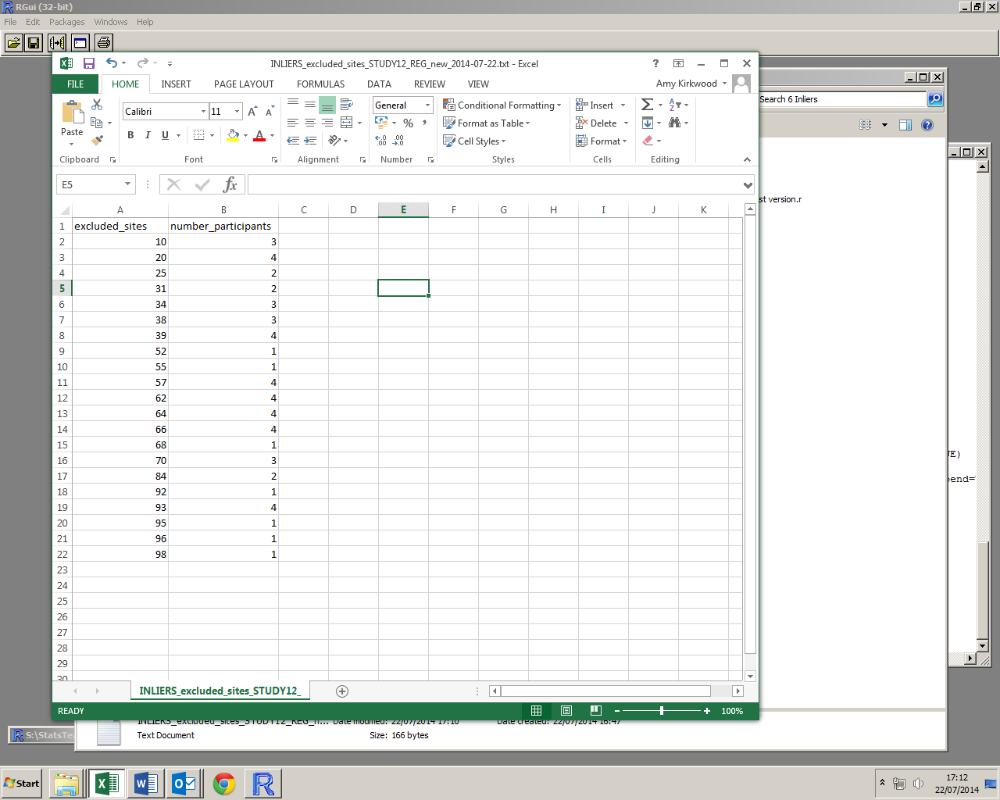 RGui (32-bit)
File Edit Packages Windows Help
INLIERS_excluded_sites_STUDY12_REG_new_2014-07-22.txt - Excel
FILE HOME INSERT PAGE LAYOUT FORMULAS DATA REVIEW VIEW Amy Kirkwood
Search 6 Inliers
Paste
Calibri 11
B I U
General
Conditional Formatting
Format as Table
Cell Styles
Insert
Delete
Format
Clipboard Font Alignment Number Styles Cells Editing
E5
fx
st version.r
A B C D E F G H I J K
1 excluded_sites number_participants
2 10 3
3 20 4
4 25 2
5 31 2
6 34 3
7 38 3
8 39 4
9 52 1
10 55 1
11 57 4
12 62 4
13 64 4
14 66 4
15 68 1
16 70 3
UE)
17 84 2
pend="
18 92 1
19 93 4
20 95 1
21 96 1
22 98 1
23
24
25
26
27
28
29
30
INLIERS_excluded_sites_STUDY12_
READY 100%
INLIERS_excluded_sites_STUDY12_REG_n... Date modified: 22/07/2014 17:10 Date created: 22/07/2014 16:47
S:\StatsTe
Text Document Size: 166 bytes
Start
17:12
22/07/2014